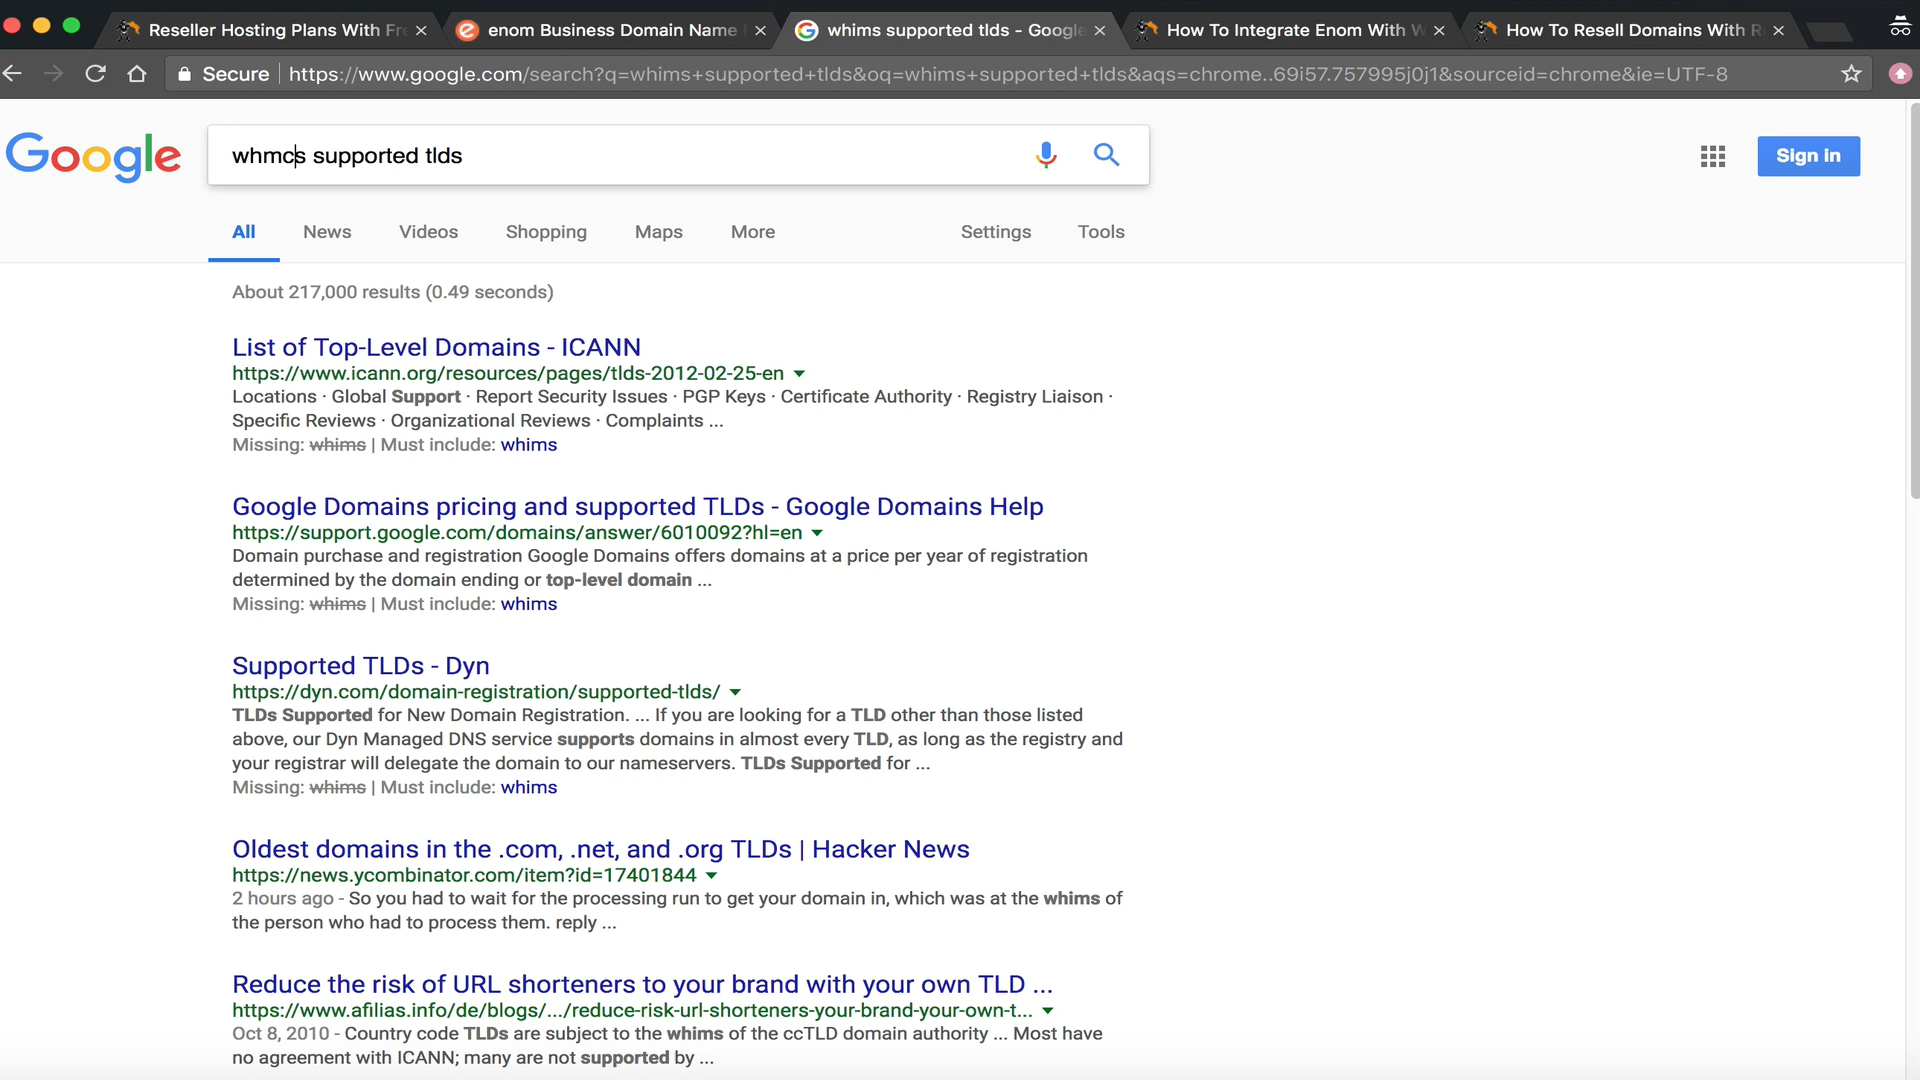 Reseller Hosting Plans With Fre
enom Business Domain Name
whims supported tlds - Google
How To Integrate Enom With W
How To Resell Domains With R
Secure
https://www.google.com/search?q=whims+supported+tlds&oq=whims+supported+tlds&aqs=chrome..69i57.757995j0j1&sourceid=chrome&ie=UTF-8
Google
whmcs supported tlds
Sign in
All News Videos Shopping Maps More Settings Tools
About 217,000 results (0.49 seconds)
List of Top-Level Domains - ICANN
https://www.icann.org/resources/pages/tlds-2012-02-25-en
Locations · Global Support · Report Security Issues · PGP Keys · Certificate Authority · Registry Liaison ·
Specific Reviews · Organizational Reviews · Complaints ...
Missing: whims | Must include: whims
Google Domains pricing and supported TLDs - Google Domains Help
https://support.google.com/domains/answer/6010092?hl=en
Domain purchase and registration Google Domains offers domains at a price per year of registration
determined by the domain ending or top-level domain ...
Missing: whims | Must include: whims
Supported TLDs - Dyn
https://dyn.com/domain-registration/supported-tlds/
TLDs Supported for New Domain Registration. ... If you are looking for a TLD other than those listed
above, our Dyn Managed DNS service supports domains in almost every TLD, as long as the registry and
your registrar will delegate the domain to our nameservers. TLDs Supported for ...
Missing: whims | Must include: whims
Oldest domains in the .com, .net, and .org TLDs | Hacker News
https://news.ycombinator.com/item?id=17401844
2 hours ago - So you had to wait for the processing run to get your domain in, which was at the whims of
the person who had to process them. reply ...
Reduce the risk of URL shorteners to your brand with your own TLD ...
https://www.afilias.info/de/blogs/.../reduce-risk-url-shorteners-your-brand-your-own-t...
Oct 8, 2010 - Country code TLDs are subject to the whims of the ccTLD domain authority ... Most have
no agreement with ICANN; many are not supported by ...